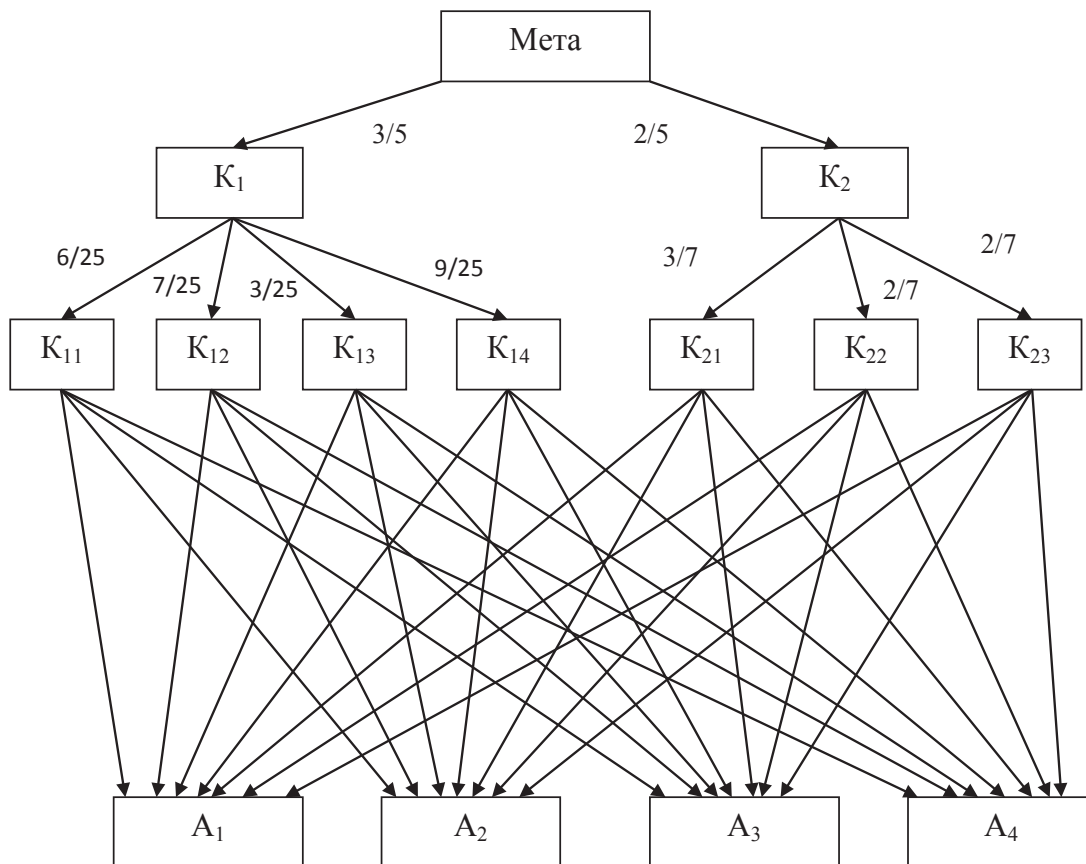 Мета
3/5 2/5
К₁ К₂
6/25 7/25 3/25 9/25 3/7 2/7 2/7
К₁₁ К₁₂ К₁₃ К₁₄ К₂₁ К₂₂ К₂₃
А₁ А₂ А₃ А₄